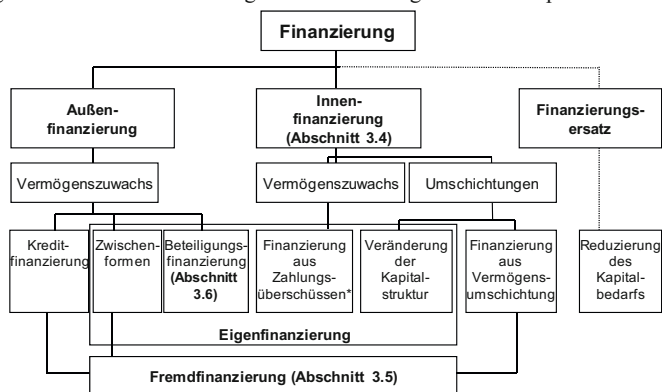 Finanzierung
Außen-
finanzierung
Innen-
finanzierung
(Abschnitt 3.4)
Finanzierungs-
ersatz
Vermögenszuwachs
Vermögenszuwachs
Umschichtungen
Kredit-
finanzierung
Zwischen-
formen
Beteiligungs-
finanzierung
(Abschnitt
3.6)
Finanzierung
aus
Zahlungs-
überschüssen*
Veränderung
der
Kapital-
struktur
Finanzierung
aus
Vermögens-
umschichtung
Reduzierung
des
Kapital-
bedarfs
Eigenfinanzierung
Fremdfinanzierung (Abschnitt 3.5)